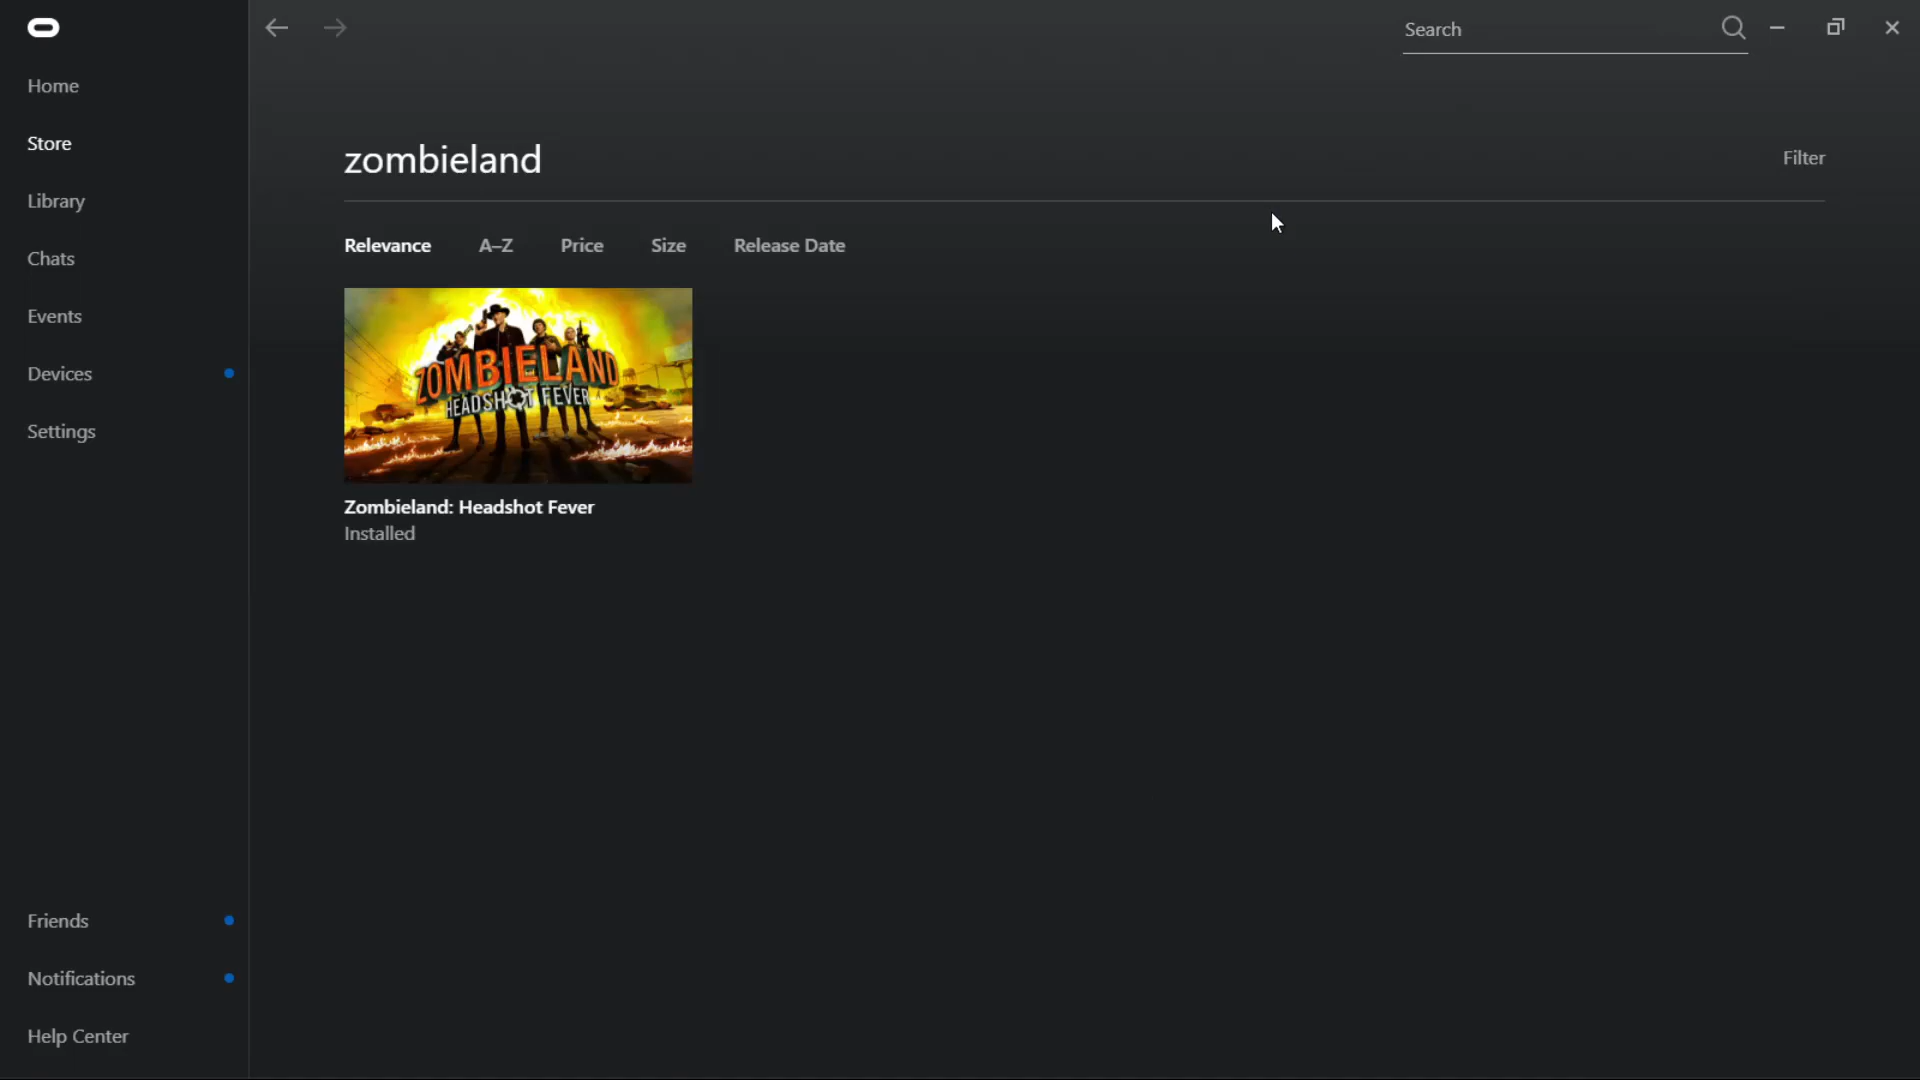 Search
Home
Store
Library
Chats
Events
Devices
Settings
Friends
Notifications
Help Center
zombieland
Filter
Relevance A–Z Price Size Release Date
ZOMBIELAND
HEADSHOT FEVER
Zombieland: Headshot Fever
Installed